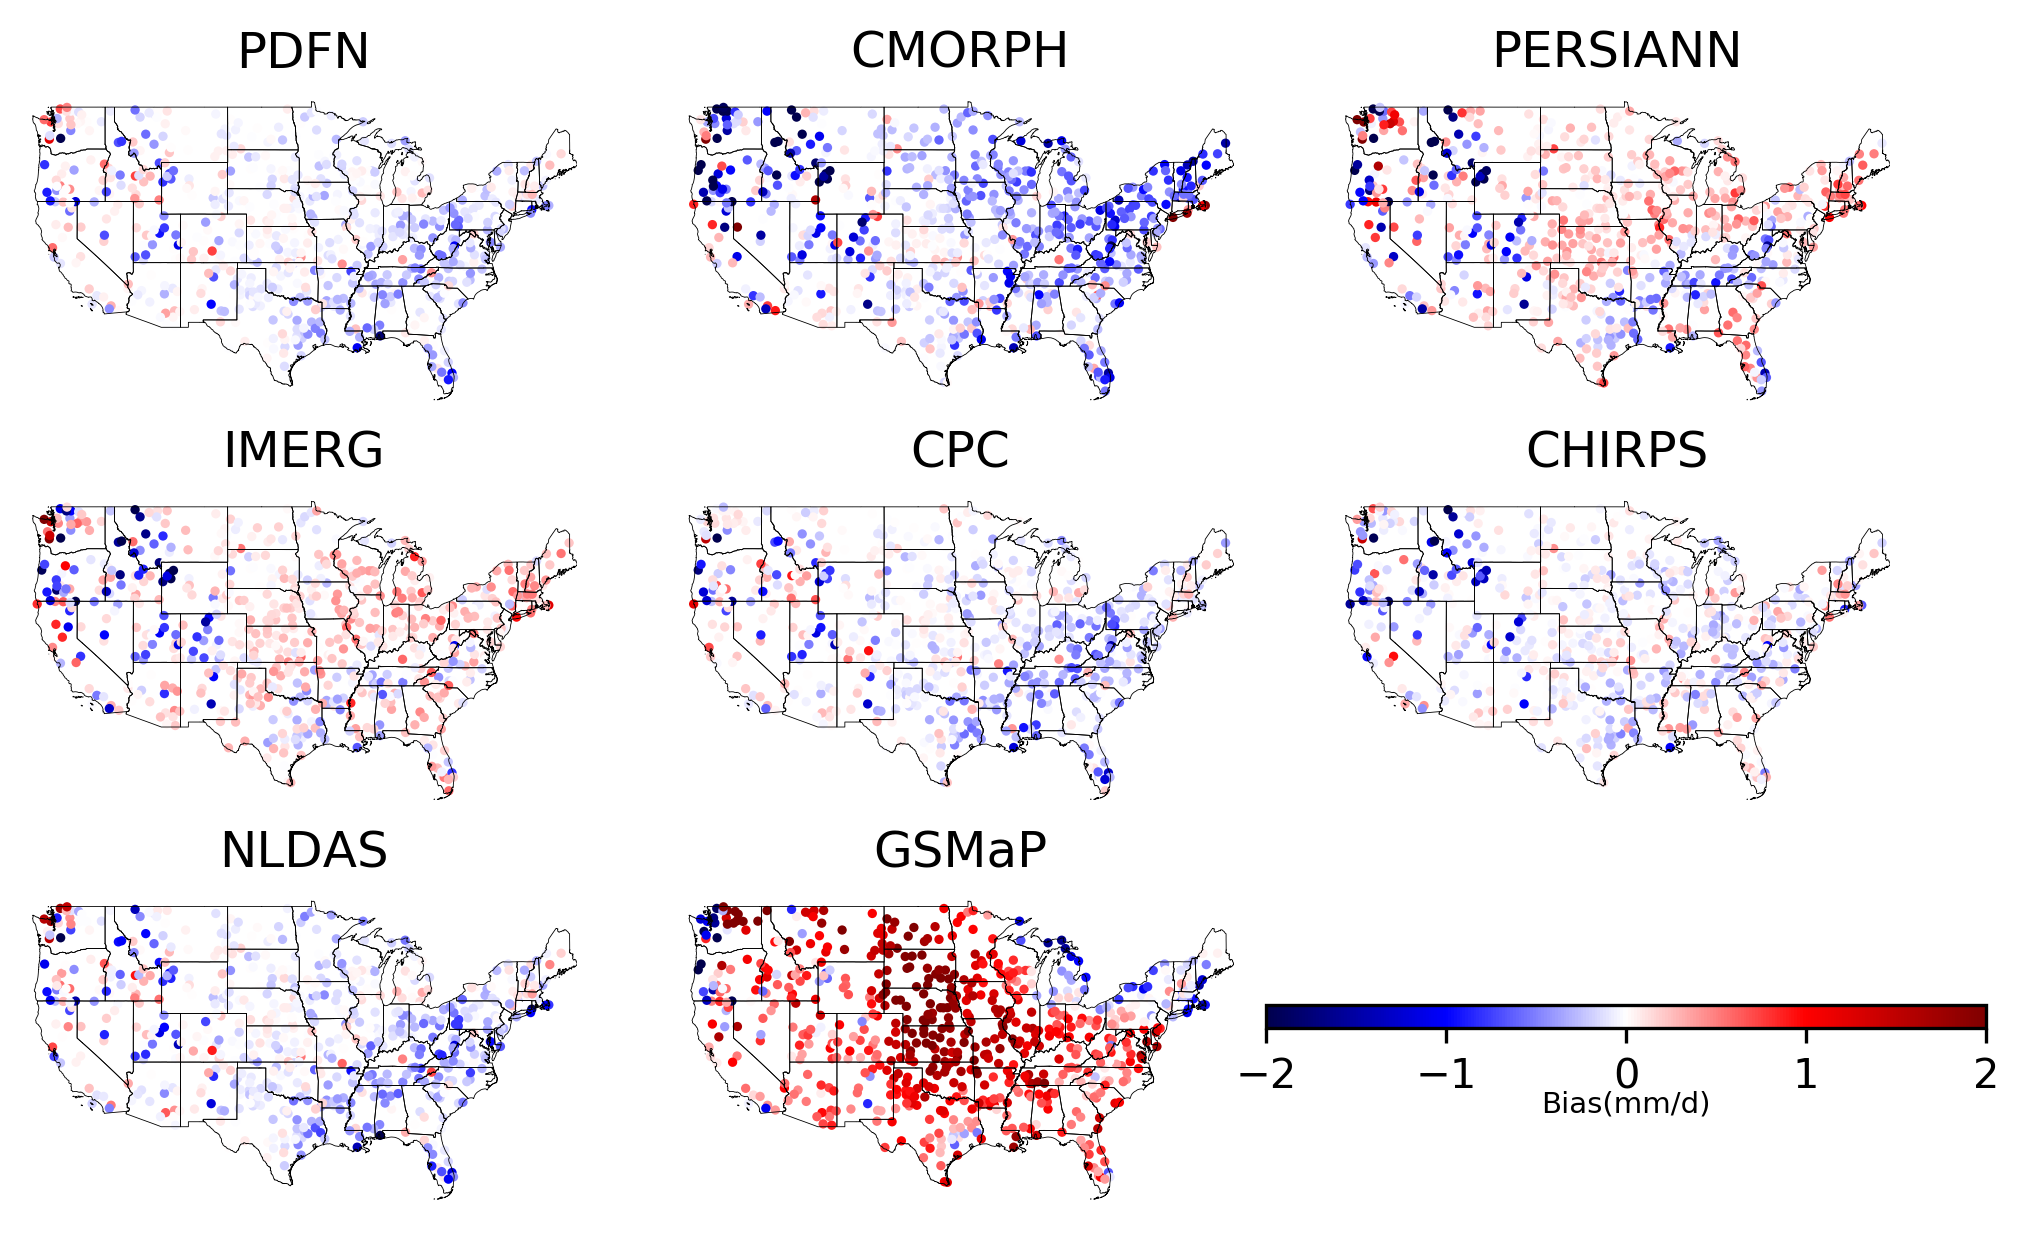 PDFN
CMORPH
PERSIANN
IMERG
CPC
CHIRPS
NLDAS
GSMaP
−2 −1 0 1 2
Bias(mm/d)